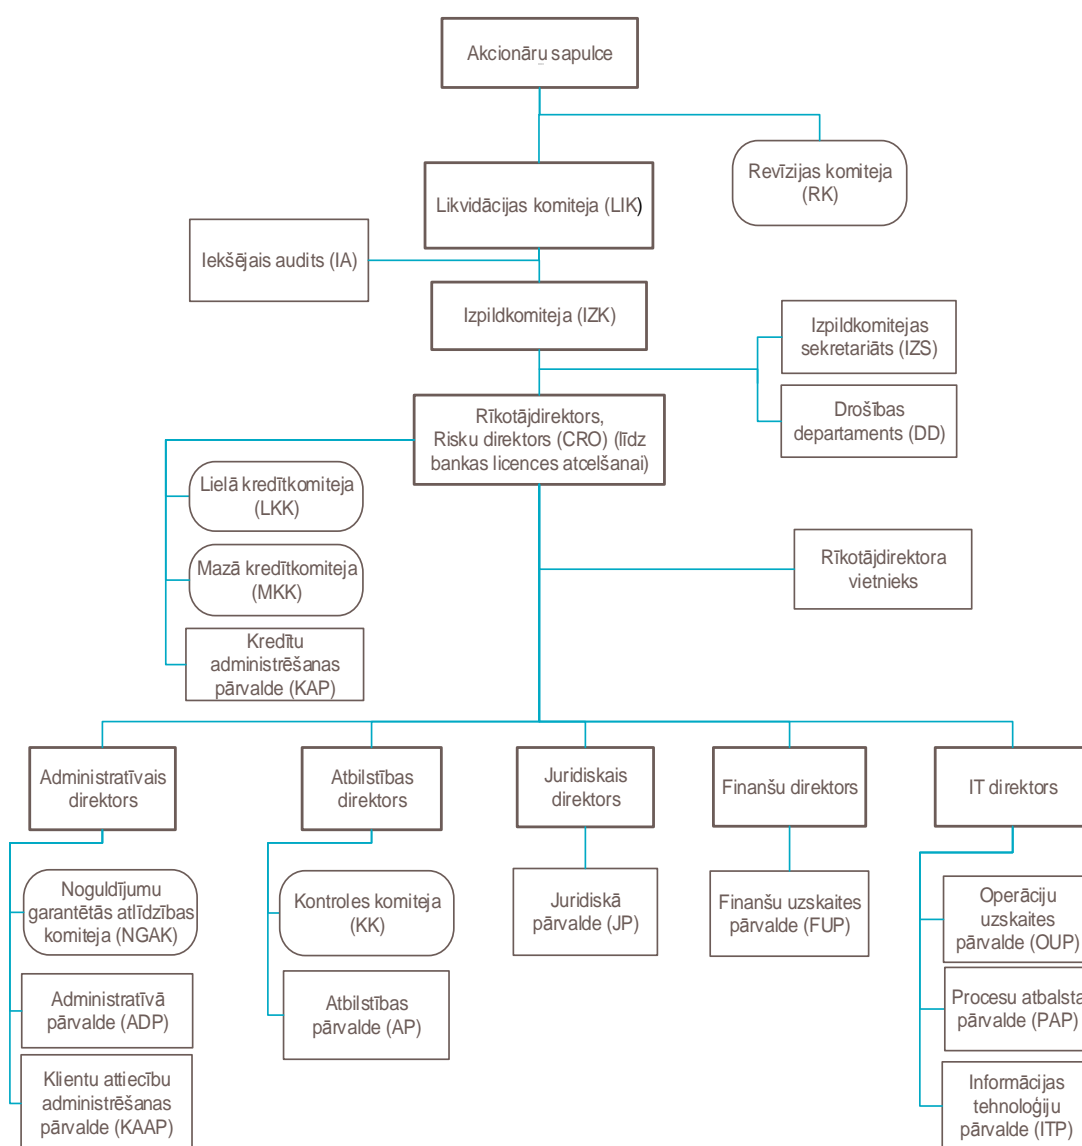 Akcionāru sapulce
Revīzijas komiteja
(RK)
Likvidācijas komiteja (LIK)
Iekšējais audits (IA)
Izpildkomiteja (IZK)
Izpildkomitejas
sekretariāts (IZS)
Drošības
departaments (DD)
Rīkotājdirektors,
Risku direktors (CRO) (līdz
bankas licences atcelšanai)
Lielā kredītkomiteja
(LKK)
Mazā kredītkomiteja
(MKK)
Kredītu
administrēšanas
pārvalde (KAP)
Rīkotājdirektora
vietnieks
Administratīvais
direktors
Atbilstības
direktors
Juridiskais
direktors
Finanšu direktors
IT direktors
Noguldījumu
garantētās atlīdzības
komiteja (NGAK)
Administratīvā
pārvalde (ADP)
Klientu attiecību
administrēšanas
pārvalde (KAAP)
Kontroles komiteja
(KK)
Atbilstības
pārvalde (AP)
Juridiskā
pārvalde (JP)
Finanšu uzskaites
pārvalde (FUP)
Operāciju
uzskaites
pārvalde (OUP)
Procesu atbalsta
pārvalde (PAP)
Informācijas
tehnoloģiju
pārvalde (ITP)